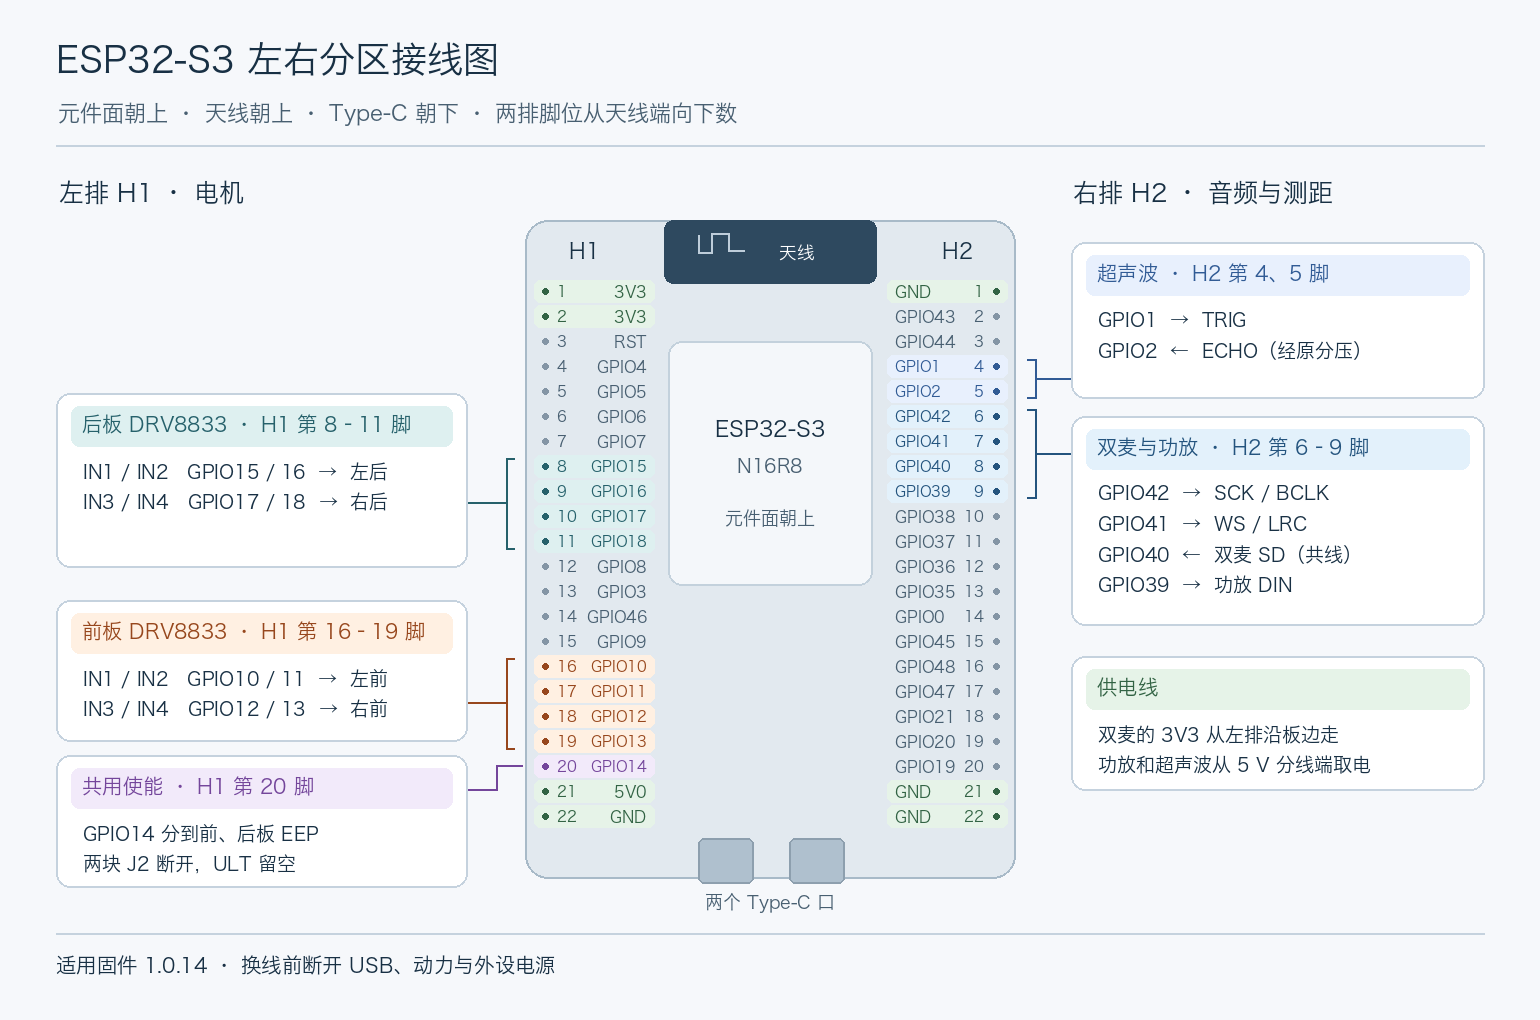 ESP32-S3 左右分区接线图
元件面朝上 · 天线朝上 · Type-C 朝下 · 两排脚位从天线端向下数
左排 H1 · 电机
后板 DRV8833 · H1 第 8 - 11 脚
IN1 / IN2 GPIO15 / 16 → 左后
IN3 / IN4 GPIO17 / 18 → 右后
前板 DRV8833 · H1 第 16 - 19 脚
IN1 / IN2 GPIO10 / 11 → 左前
IN3 / IN4 GPIO12 / 13 → 右前
共用使能 · H1 第 20 脚
GPIO14 分到前、后板 EEP
两块 J2 断开，ULT 留空
H1
天线
H2
1 3V3
2 3V3
3 RST
4 GPIO4
5 GPIO5
6 GPIO6
7 GPIO7
8 GPIO15
9 GPIO16
10 GPIO17
11 GPIO18
12 GPIO8
13 GPIO3
14 GPIO46
15 GPIO9
16 GPIO10
17 GPIO11
18 GPIO12
19 GPIO13
20 GPIO14
21 5V0
22 GND
ESP32-S3
N16R8
元件面朝上
GND 1
GPIO43 2
GPIO44 3
GPIO1 4
GPIO2 5
GPIO42 6
GPIO41 7
GPIO40 8
GPIO39 9
GPIO38 10
GPIO37 11
GPIO36 12
GPIO35 13
GPIO0 14
GPIO45 15
GPIO48 16
GPIO47 17
GPIO21 18
GPIO20 19
GPIO19 20
GND 21
GND 22
两个 Type-C 口
右排 H2 · 音频与测距
超声波 · H2 第 4、5 脚
GPIO1 → TRIG
GPIO2 ← ECHO（经原分压）
双麦与功放 · H2 第 6 - 9 脚
GPIO42 → SCK / BCLK
GPIO41 → WS / LRC
GPIO40 ← 双麦 SD（共线）
GPIO39 → 功放 DIN
供电线
双麦的 3V3 从左排沿板边走
功放和超声波从 5 V 分线端取电
适用固件 1.0.14 · 换线前断开 USB、动力与外设电源